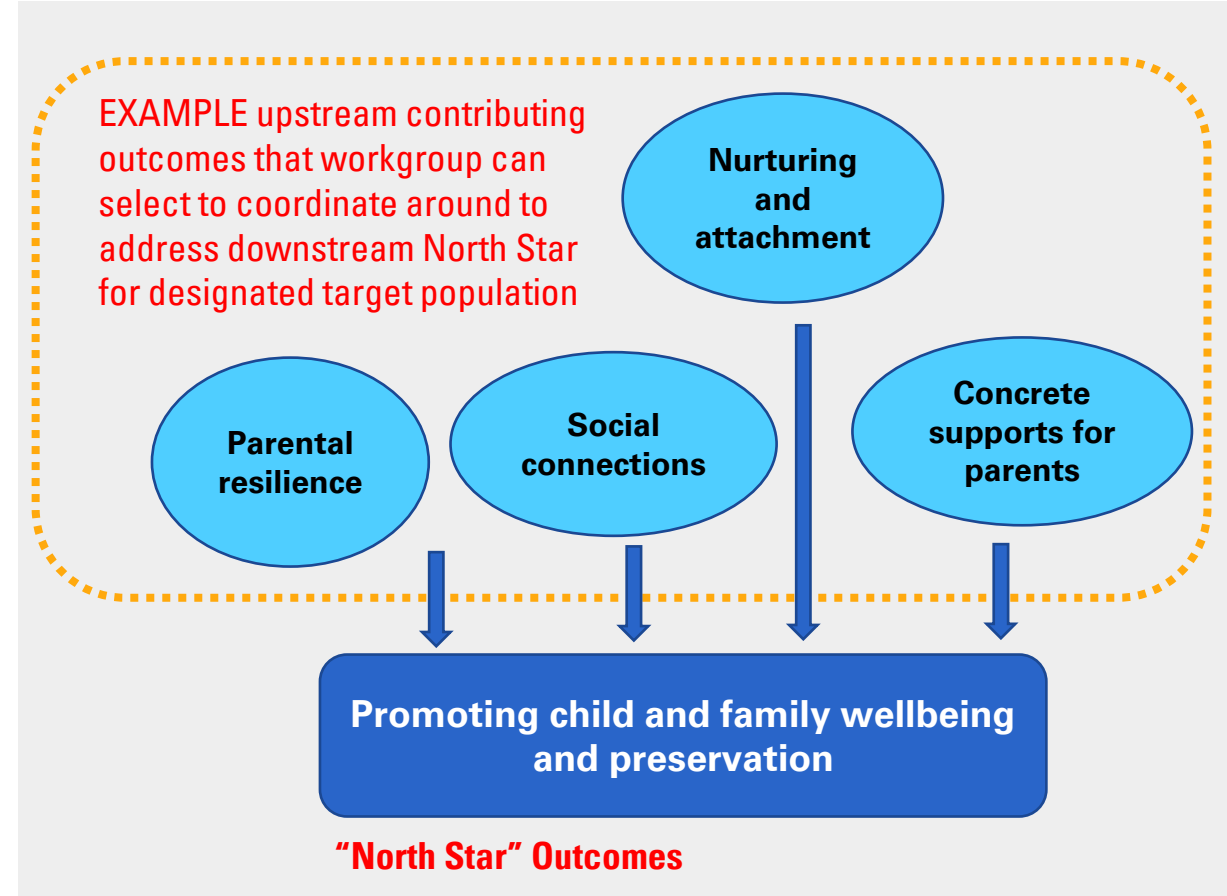 EXAMPLE upstream contributing
outcomes that workgroup can
select to coordinate around to
address downstream North Star
for designated target population
Nurturing
and
attachment
Parental
resilience
Social
connections
Concrete
supports for
parents
Promoting child and family wellbeing
and preservation
“North Star” Outcomes